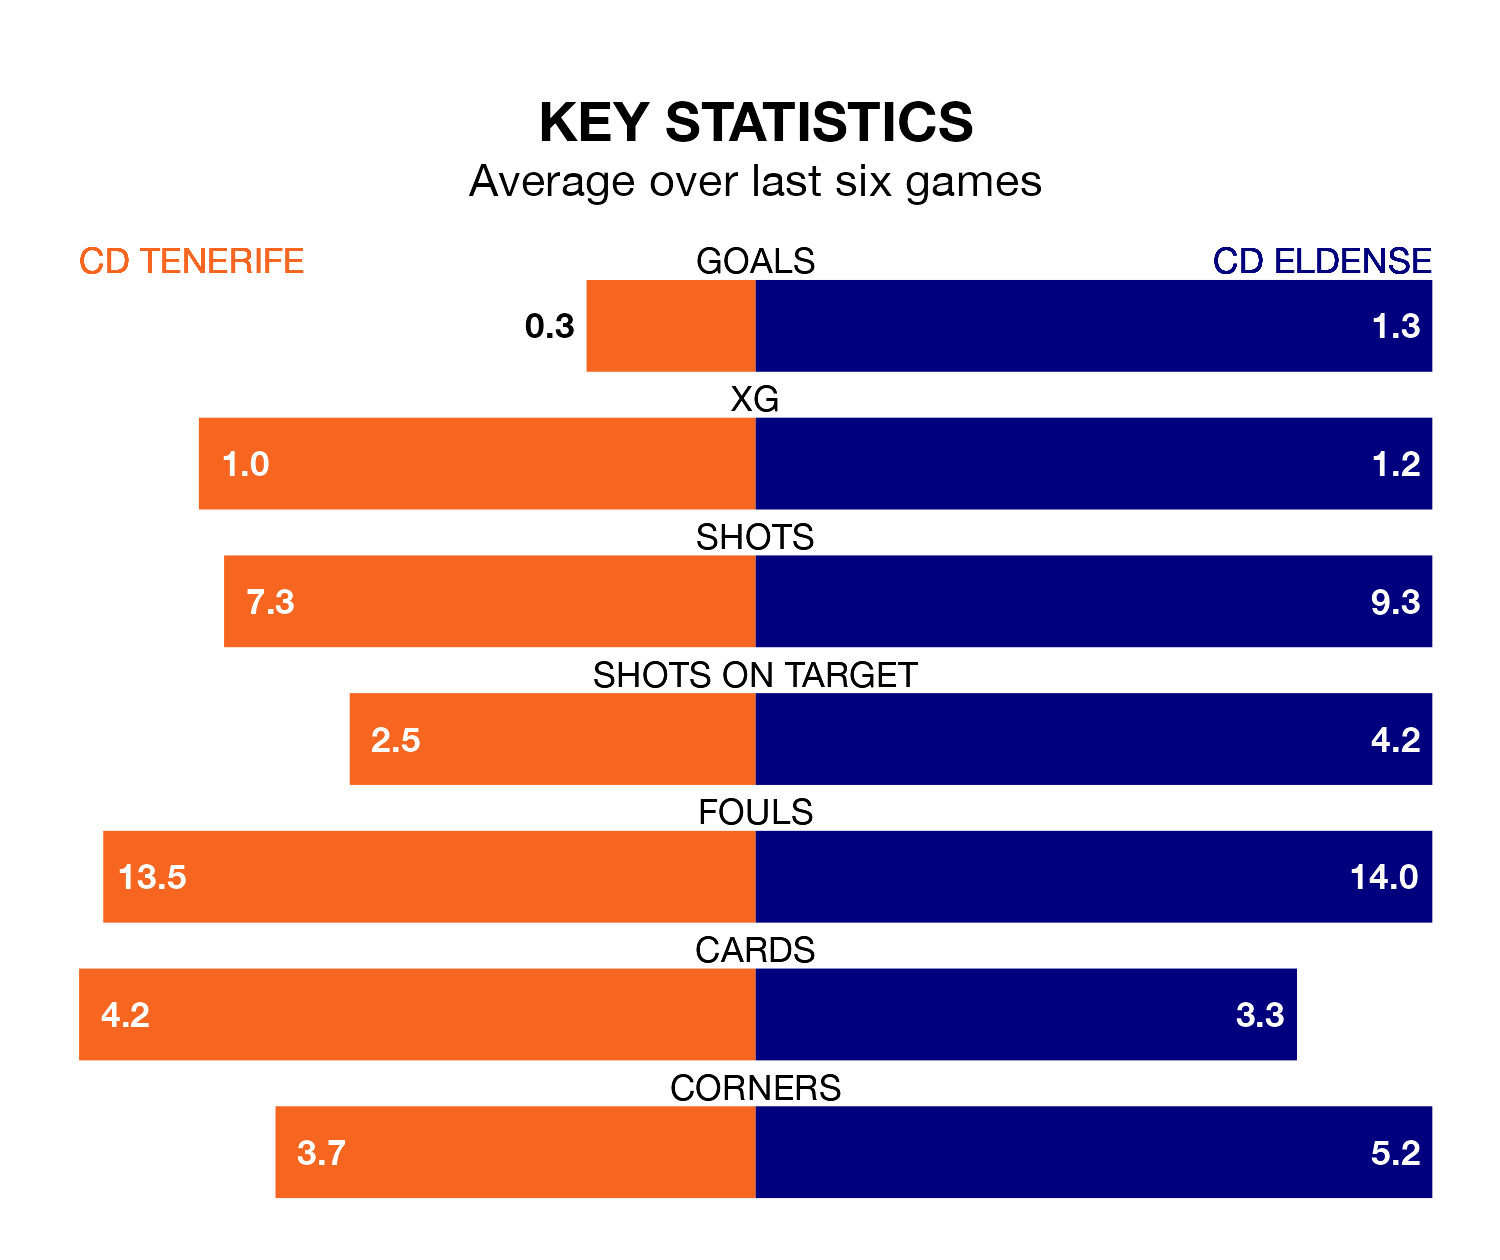 KEY STATISTICS
Average over last six games
CD TENERIFE GOALS CD ELDENSE
0.3 1.3
XG
1.0 1.2
SHOTS
7.3 9.3
SHOTS ON TARGET
2.5 4.2
FOULS
13.5 14.0
CARDS
4.2 3.3
CORNERS
3.7 5.2